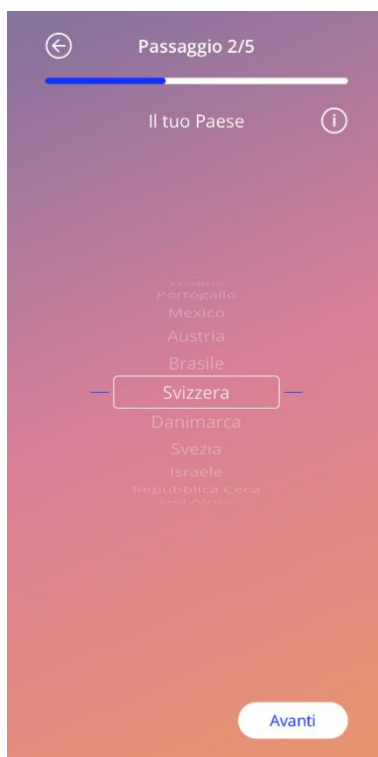 Passaggio 2/5
Il tuo Paese
Portogallo
Mexico
Austria
Brasile
Svizzera
Danimarca
Svezia
Israele
Repubblica Ceca
Avanti